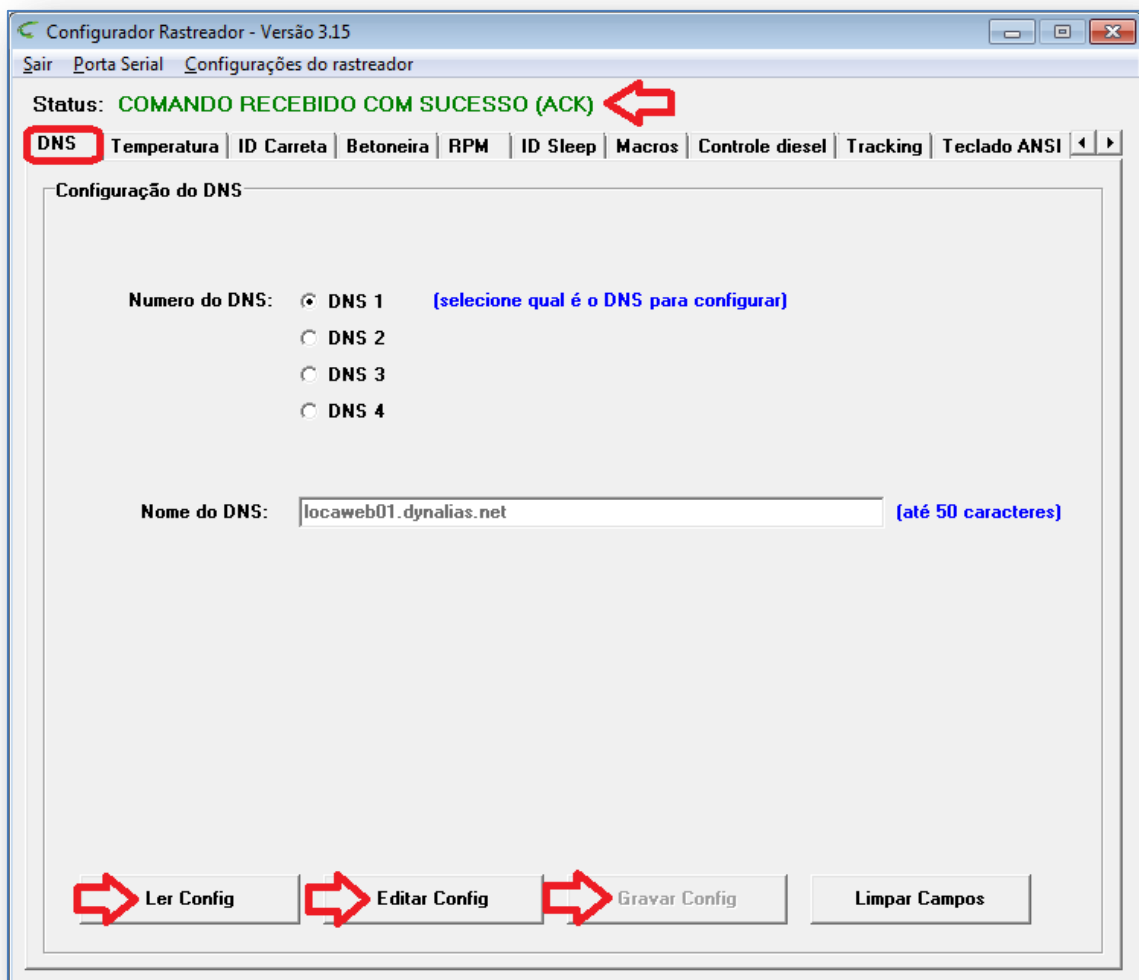 Configurador Rastreador - Versão 3.15
Sair Porta Serial Configurações do rastreador
Status: COMANDO RECEBIDO COM SUCESSO (ACK)
DNS Temperatura ID Carreta Betoneira RPM ID Sleep Macros Controle diesel Tracking Teclado ANSI
Configuração do DNS
Numero do DNS: DNS 1 (selecione qual é o DNS para configurar)
DNS 2
DNS 3
DNS 4
Nome do DNS: locaweb01.dynalias.net (até 50 caracteres)
Ler Config Editar Config Gravar Config Limpar Campos